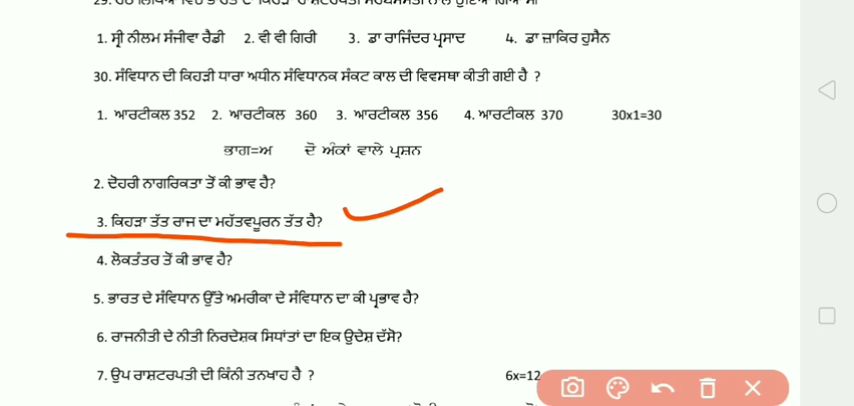 1. ਸ੍ਰੀ ਨੀਲਮ ਸੰਜੀਵਾ ਰੈਡੀ 2. ਵੀ ਵੀ ਗਿਰੀ 3. ਡਾ ਰਾਜਿੰਦਰ ਪ੍ਰਸਾਦ 4. ਡਾ ਜ਼ਾਕਿਰ ਹੁਸੈਨ
30. ਸੰਵਿਧਾਨ ਦੀ ਕਿਹੜੀ ਧਾਰਾ ਅਧੀਨ ਸੰਵਿਧਾਨਕ ਸੰਕਟ ਕਾਲ ਦੀ ਵਿਵਸਥਾ ਕੀਤੀ ਗਈ ਹੈ ?
1. ਆਰਟੀਕਲ 352 2. ਆਰਟੀਕਲ 360 3. ਆਰਟੀਕਲ 356 4. ਆਰਟੀਕਲ 370 30x1=30
ਭਾਗ=ਅ ਦੋ ਅੰਕਾਂ ਵਾਲੇ ਪ੍ਰਸ਼ਨ
2. ਦੋਹਰੀ ਨਾਗਰਿਕਤਾ ਤੋਂ ਕੀ ਭਾਵ ਹੈ?
3. ਕਿਹੜਾ ਤੱਤ ਰਾਜ ਦਾ ਮਹੱਤਵਪੂਰਨ ਤੱਤ ਹੈ?
4. ਲੋਕਤੰਤਰ ਤੋਂ ਕੀ ਭਾਵ ਹੈ?
5. ਭਾਰਤ ਦੇ ਸੰਵਿਧਾਨ ਉੱਤੇ ਅਮਰੀਕਾ ਦੇ ਸੰਵਿਧਾਨ ਦਾ ਕੀ ਪ੍ਰਭਾਵ ਹੈ?
6. ਰਾਜਨੀਤੀ ਦੇ ਨੀਤੀ ਨਿਰਦੇਸ਼ਕ ਸਿਧਾਂਤਾਂ ਦਾ ਇਕ ਉਦੇਸ਼ ਦੱਸੋ?
7. ਉਪ ਰਾਸ਼ਟਰਪਤੀ ਦੀ ਕਿੰਨੀ ਤਨਖਾਹ ਹੈ ? 6x=12